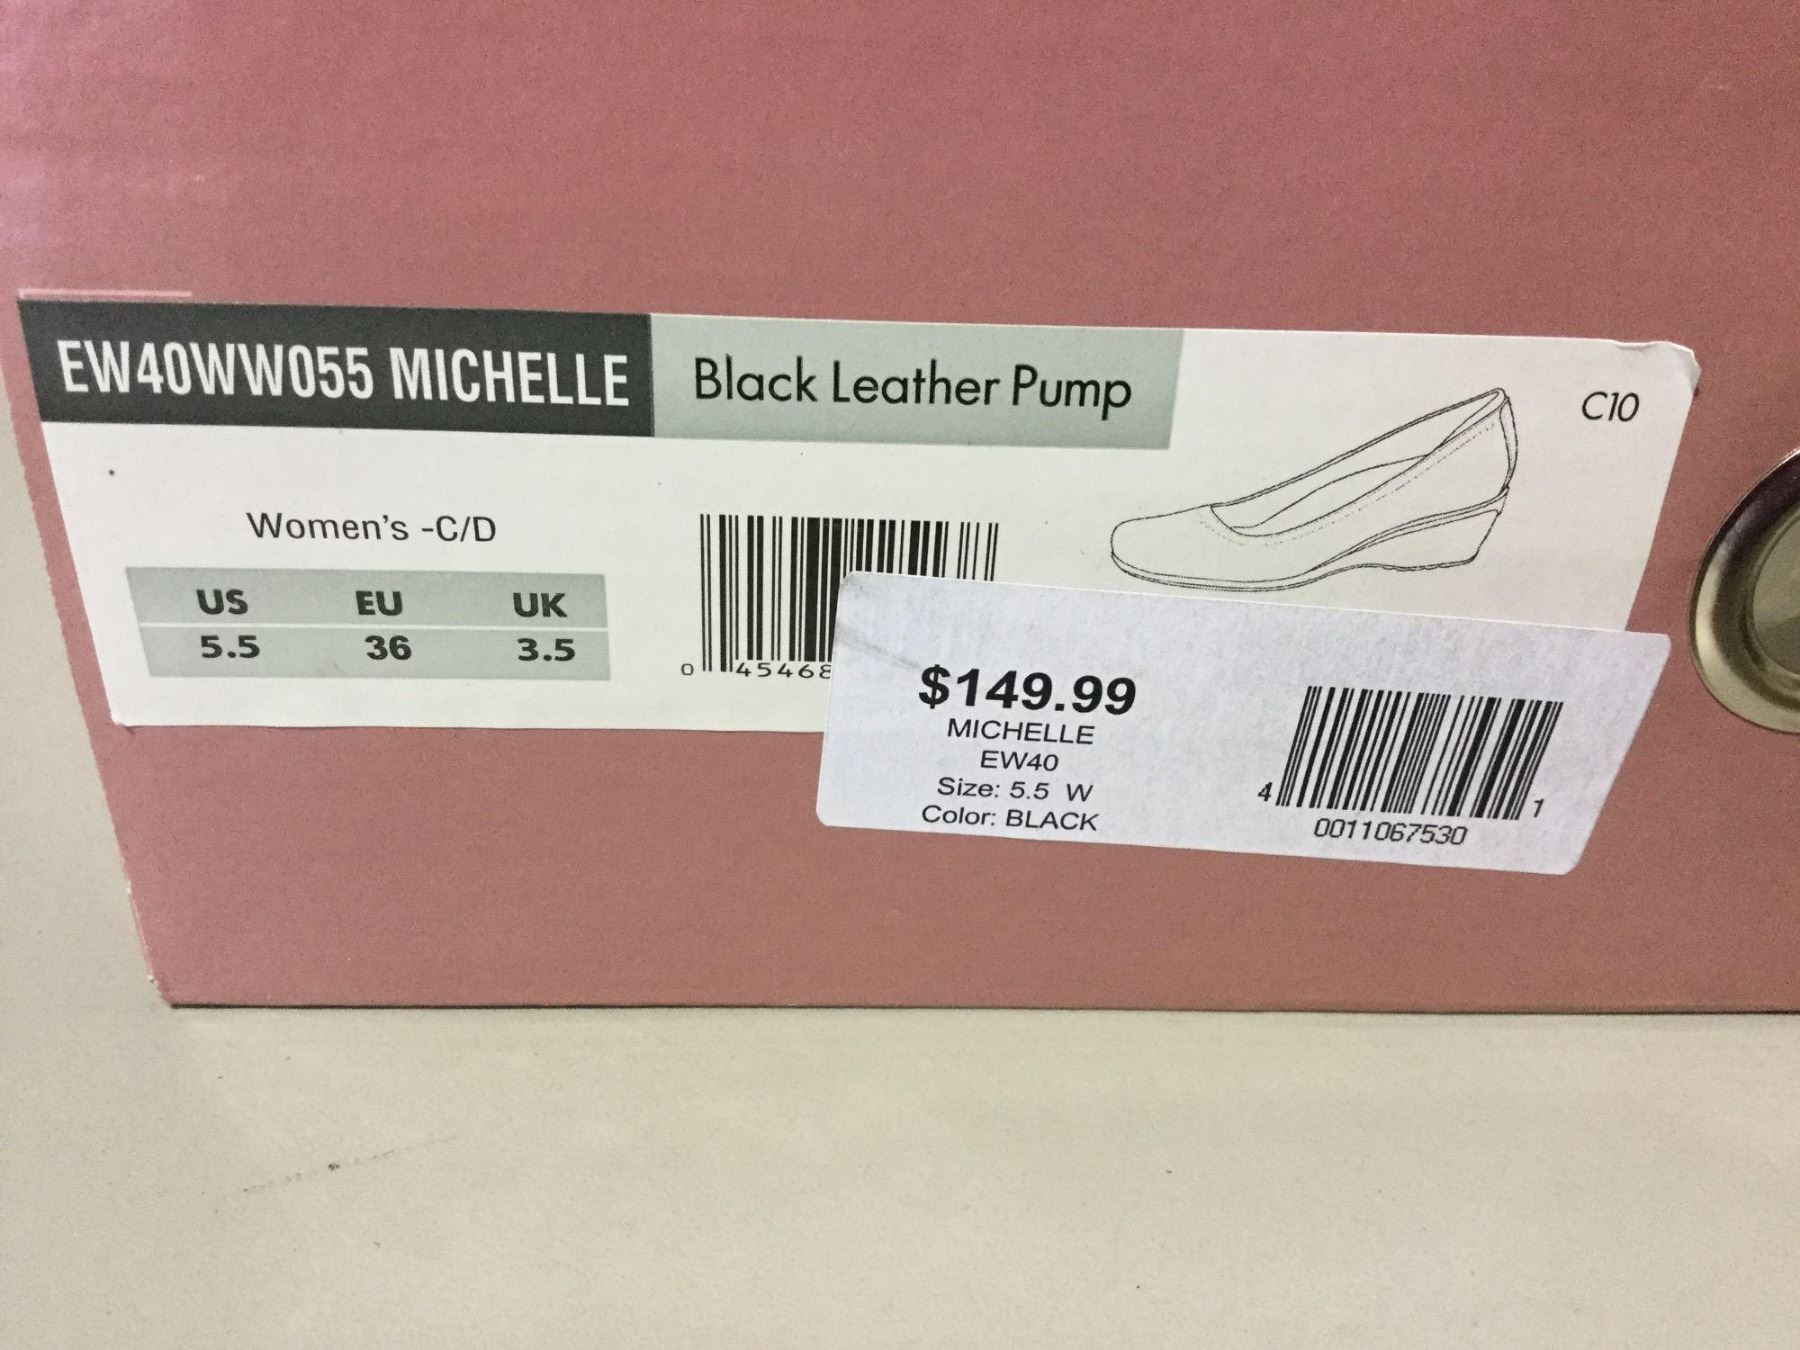 EW40WW055 MICHELLE
Black Leather Pump
C10
Women's -C/D
US EU UK
5.5 36 3.5
0 45468
$149.99
MICHELLE
EW40
Size: 5.5 W
Color: BLACK
4 1
0011067530